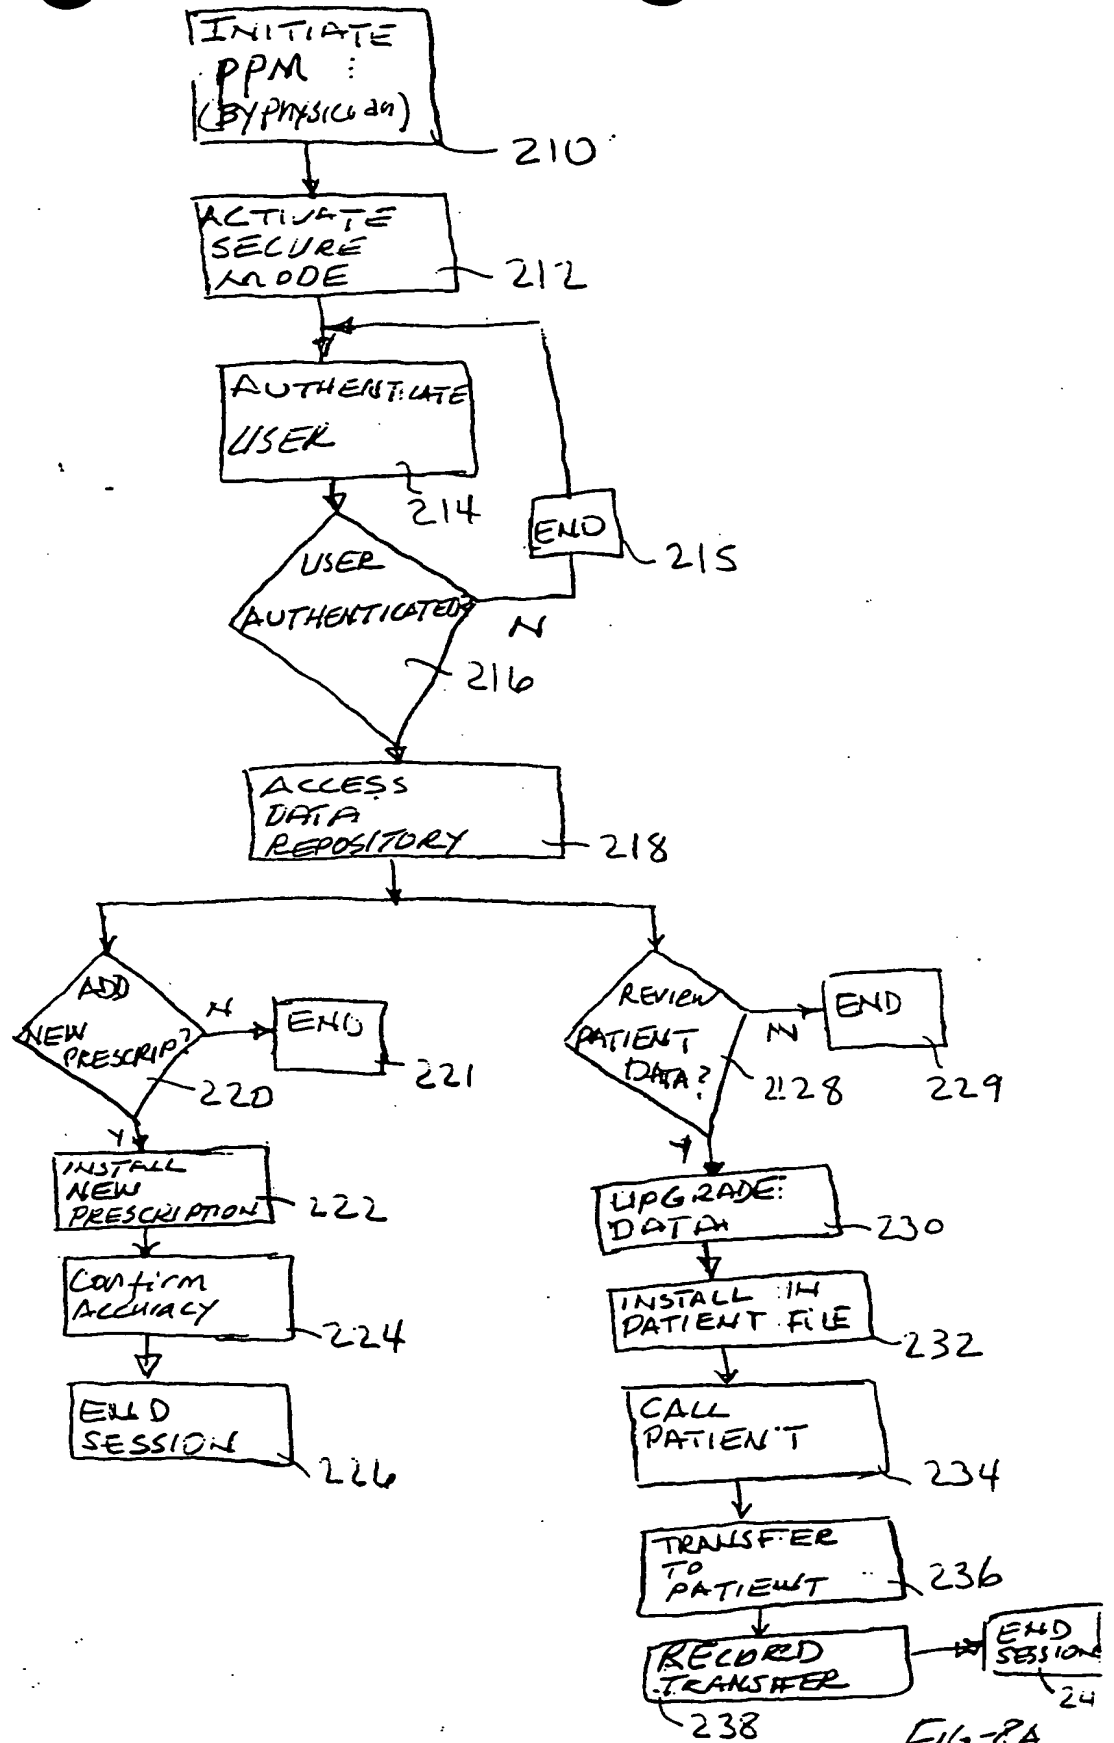 INITIATE
PPM
(BY Physician)
210
ACTIVATE
SECURE
MODE
212
AUTHENTICATE
USER
214
END
215
USER
AUTHENTICATED?
N
216
ACCESS
DATA
REPOSITORY
218
ADD
NEW
PRESCRIP?
N
END
221
220
Y
INSTALL
NEW
PRESCRIPTION
222
Confirm
ACCURACY
224
END
SESSION
226
REVIEW
PATIENT
DATA?
N
END
229
228
Y
UPGRADE
DATA
230
INSTALL IN
PATIENT FILE
232
CALL
PATIENT
234
TRANSFER
TO
PATIENT
236
RECORD
TRANSFER
238
END
SESSION
24
FIG-8A